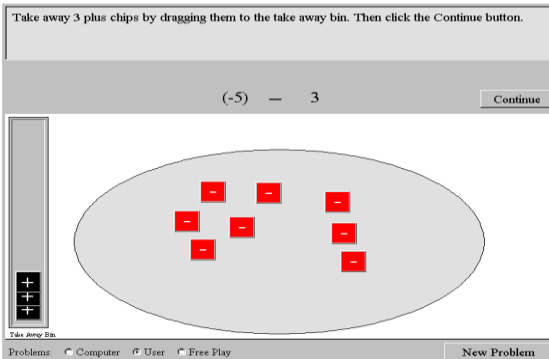 Take away 3 plus chips by dragging them to the take away bin. Then click the Continue button.
(-5) — 3
Continue
− − −
− − −
−
−
+
+
+
Take Away Bin
Problems: Computer User Free Play
New Problem